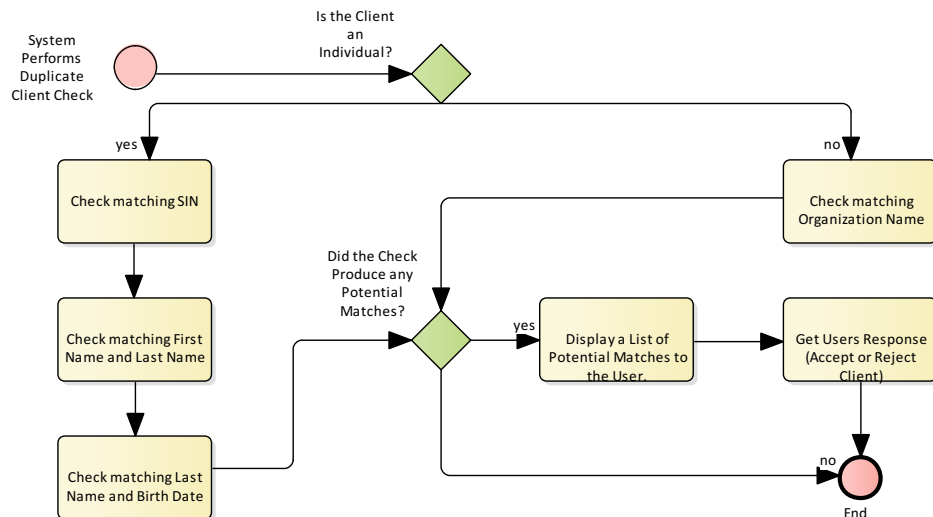 System
Performs
Duplicate
Client Check
Is the Client
an
Individual?
yes
no
Check matching SIN
Check matching
Organization Name
Did the Check
Produce any
Potential
Matches?
Check matching First
Name and Last Name
yes
Display a List of
Potential Matches to
the User.
Get Users Response
(Accept or Reject
Client)
Check matching Last
Name and Birth Date
no
End